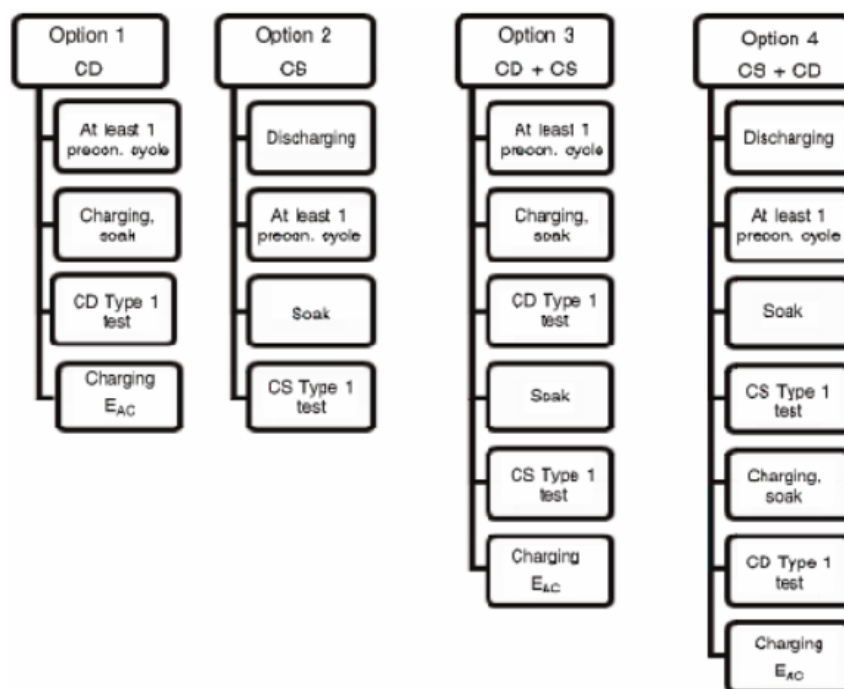 Option 1
CD
At least 1
precon. cycle
Charging,
soak
CD Type 1
test
Charging
EAC
Option 2
CS
Discharging
At least 1
precon. cycle
Soak
CS Type 1
test
Option 3
CD + CS
At least 1
precon. cycle
Charging,
soak
CD Type 1
test
Soak
CS Type 1
test
Charging
EAC
Option 4
CS + CD
Discharging
At least 1
precon. cycle
Soak
CS Type 1
test
Charging,
soak
CD Type 1
test
Charging
EAC